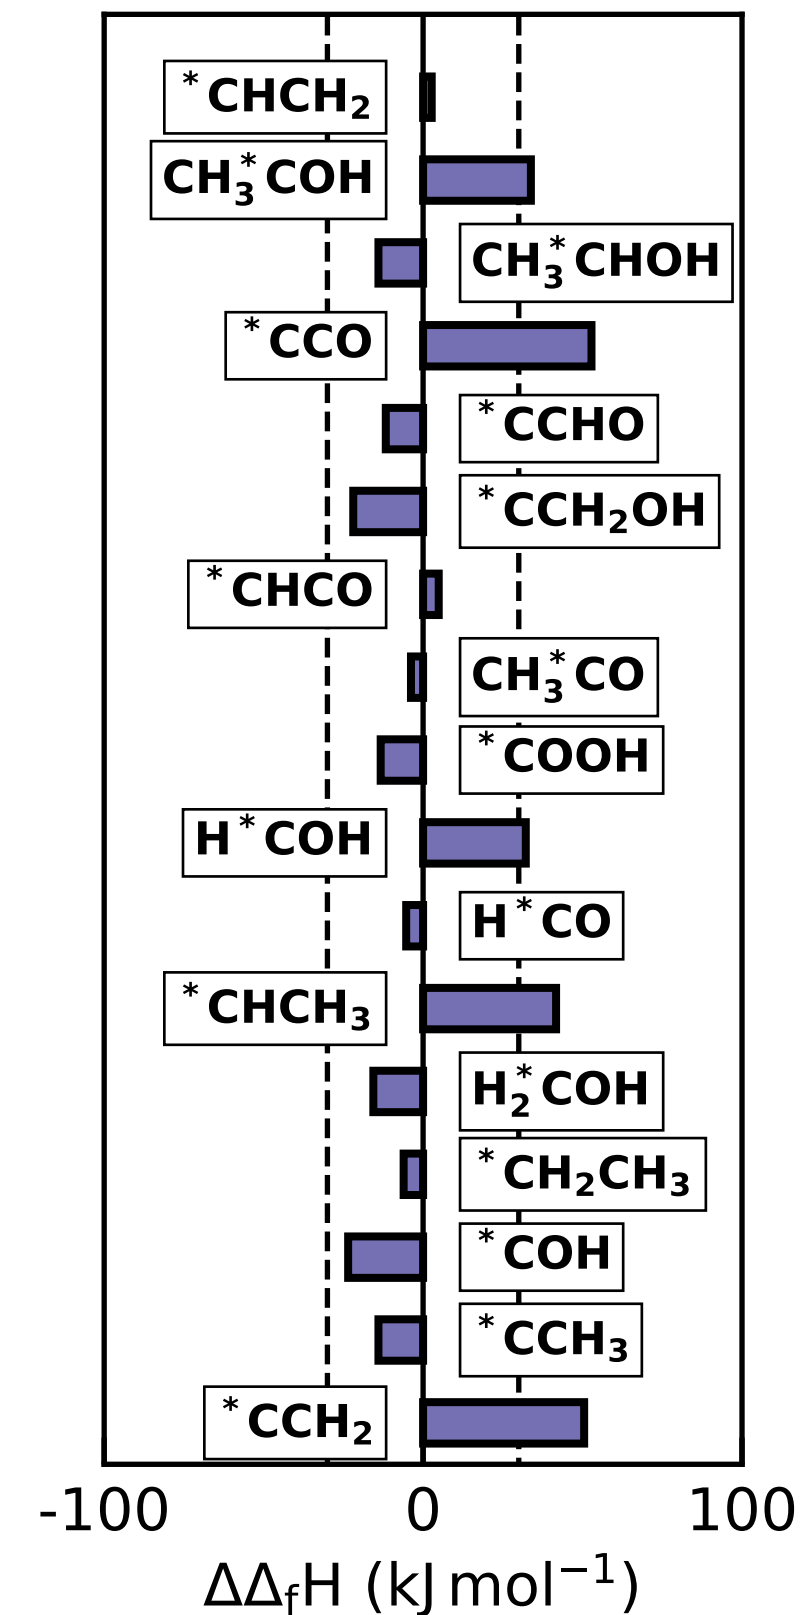 *CHCH₂
CH₃*COH
CH₃*CHOH
*CCO
*CCHO
*CCH₂OH
*CHCO
CH₃*CO
*COOH
H*COH
H*CO
*CHCH₃
H₂*COH
*CH₂CH₃
*COH
*CCH₃
*CCH₂
-100 0 100
ΔΔfH (kJ mol⁻¹)